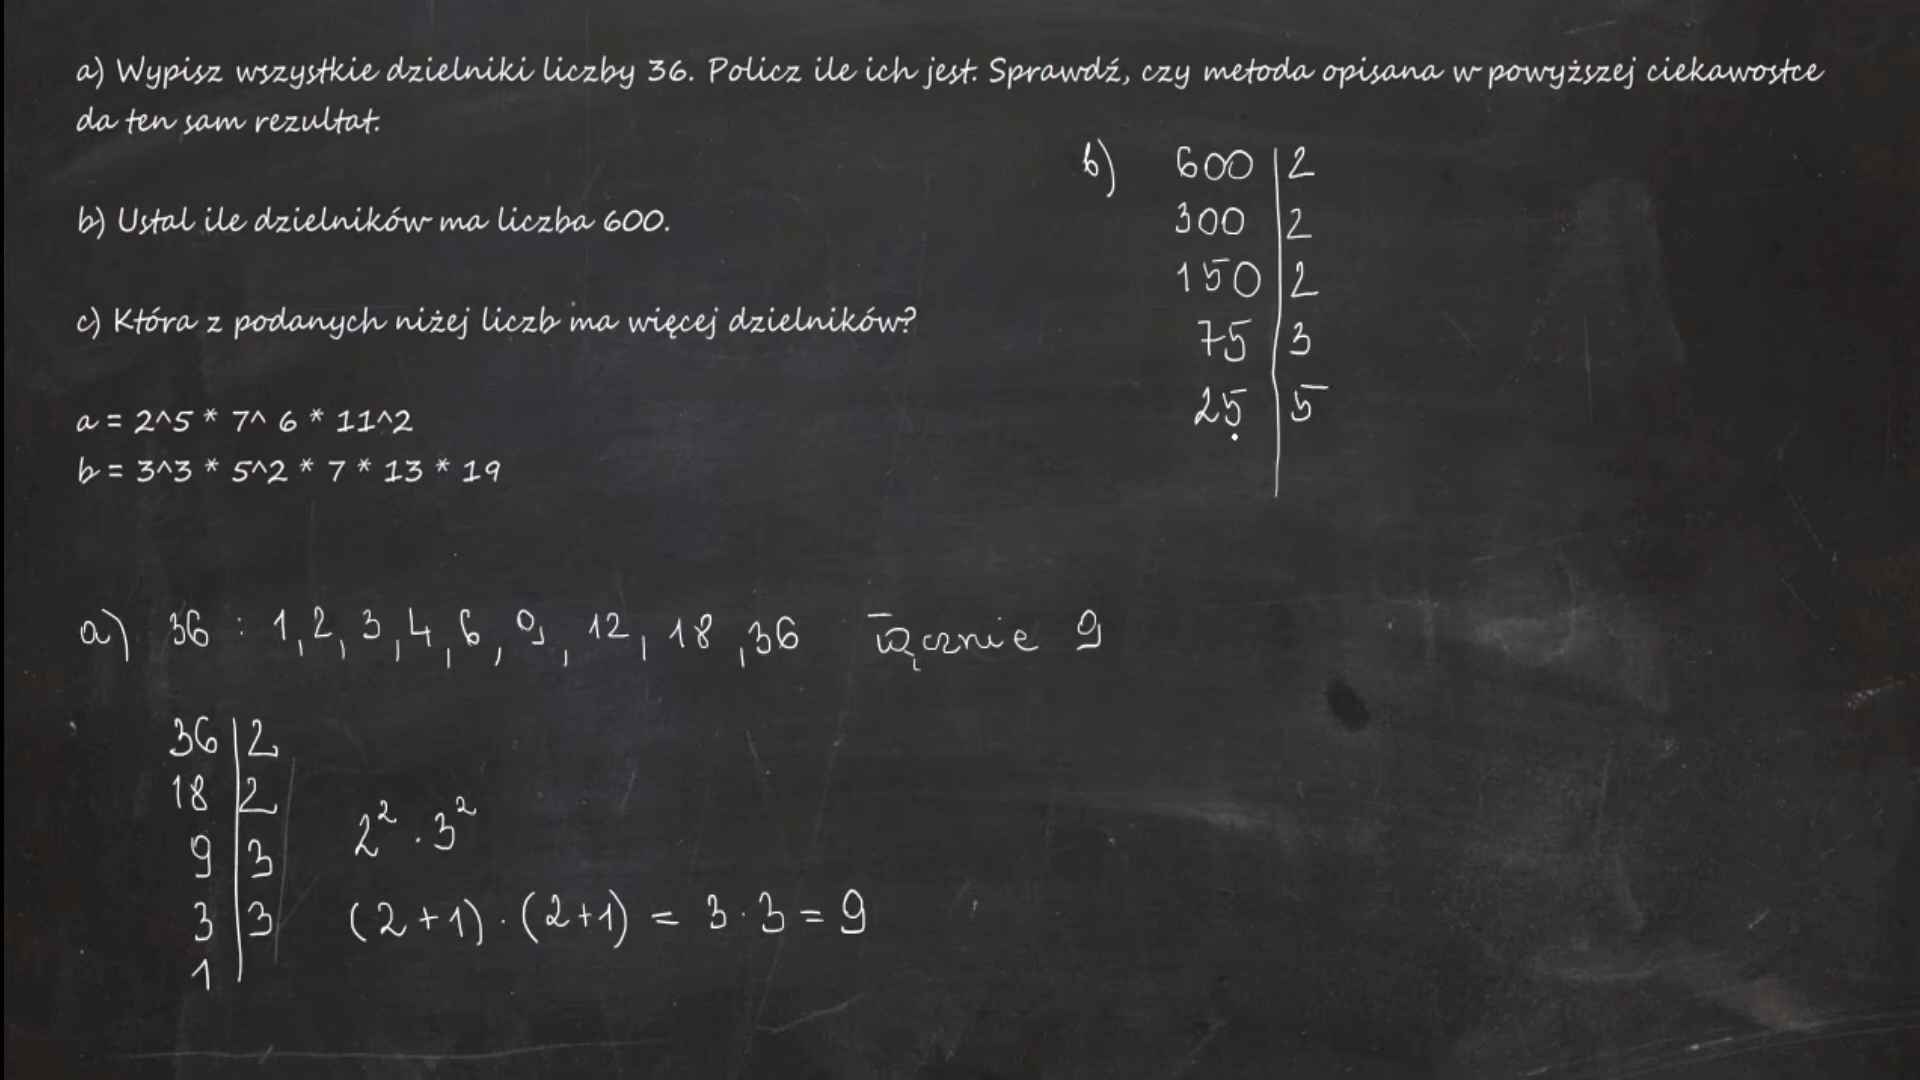 a) Wypisz wszystkie dzielniki liczby 36. Policz ile ich jest. Sprawdź, czy metoda opisana w powyższej ciekawostce
da ten sam rezultat.
b) Ustal ile dzielników ma liczba 600.
c) Która z podanych niżej liczb ma więcej dzielników?
a = 2^5 * 7^ 6 * 11^2
b = 3^3 * 5^2 * 7 * 13 * 19
b) 600 | 2
300 | 2
150 | 2
75 | 3
25 | 5
a) 36 : 1, 2, 3, 4, 6, 9, 12, 18, 36 łącznie 9
36 | 2
18 | 2
9 | 3
3 | 3
1 |
2² · 3²
(2+1) · (2+1) = 3 · 3 = 9